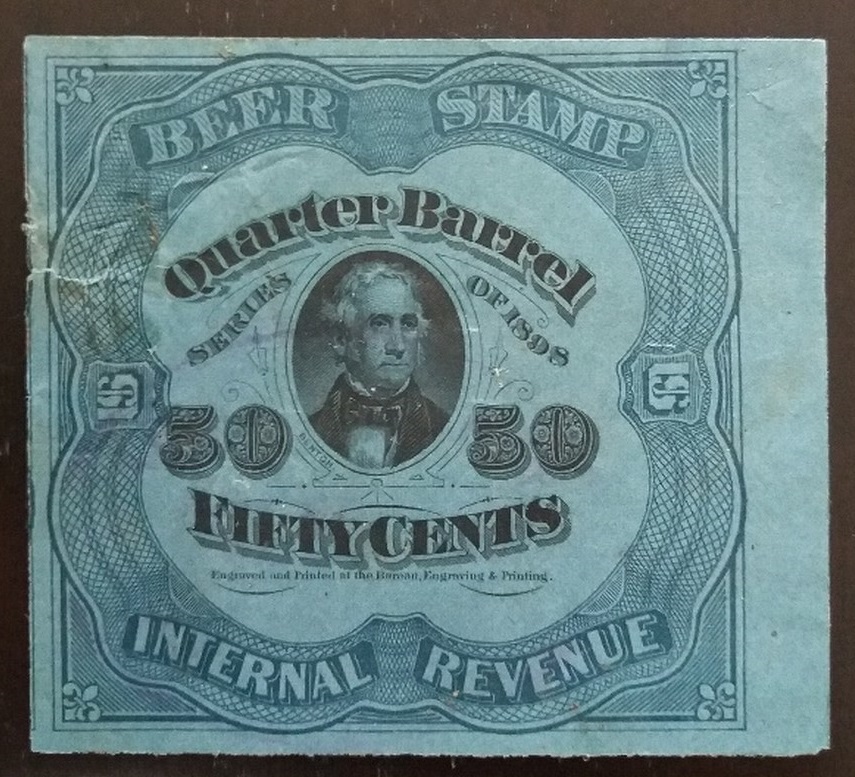 BEER STAMP
Quarter Barrel
SERIES OF 1898
50 50
BENTON
FIFTY CENTS
Engraved and Printed at the Bureau, Engraving & Printing.
INTERNAL REVENUE